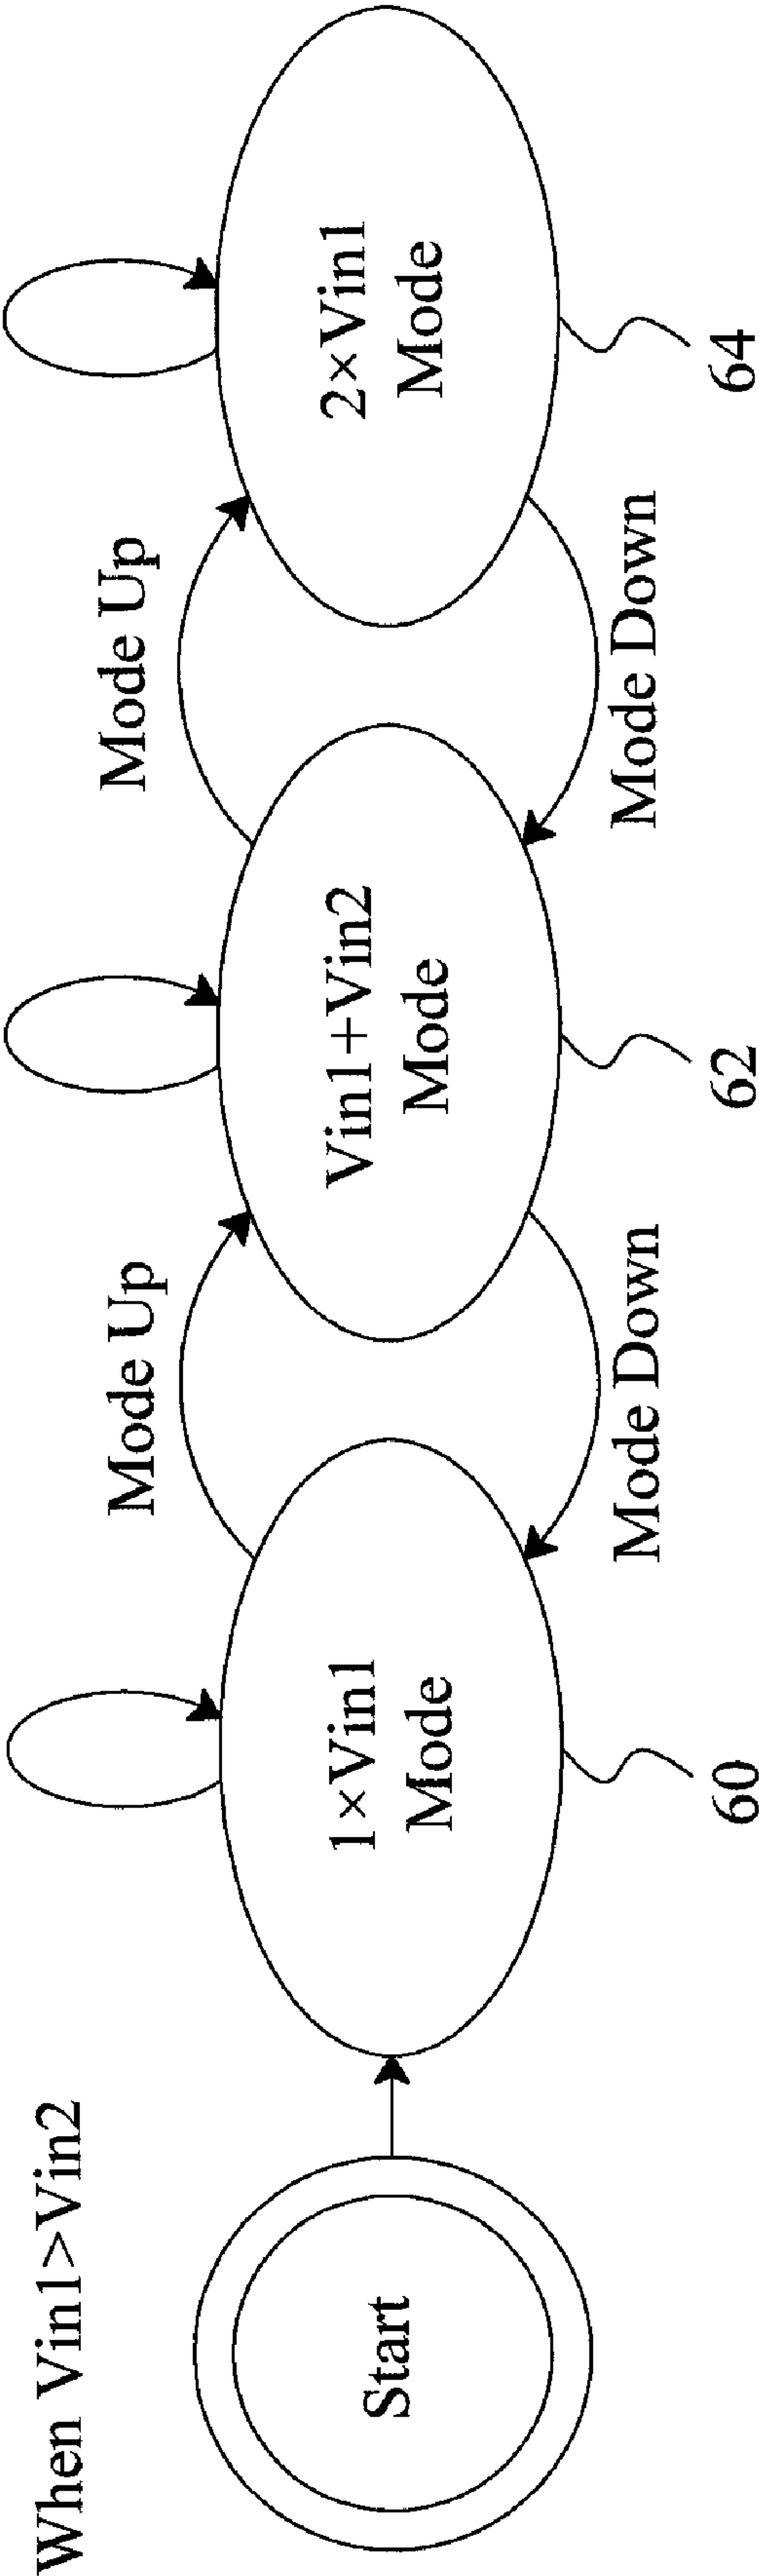 When Vin1>Vin2
Start
1×Vin1
Mode
60
Mode Up
Mode Down
Vin1+Vin2
Mode
62
Mode Up
Mode Down
2×Vin1
Mode
64